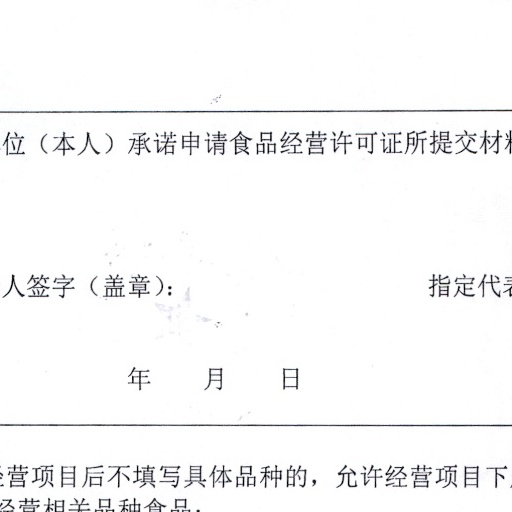 位（本人）承诺申请食品经营许可证所提交材料
人签字（盖章）： 指定代表
年 月 日
经营项目后不填写具体品种的，允许经营项目下
经营相关品种食品；